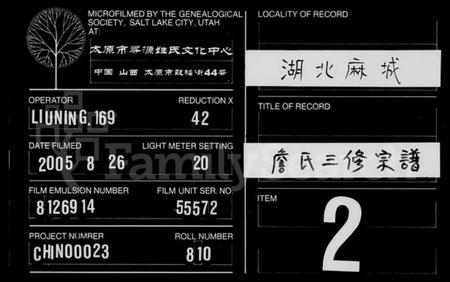 MICROFILMED BY THE GENEALOGICAL
SOCIETY, SALT LAKE CITY, UTAH
AT:
太原市寻源姓氏文化中心
中国 山西 太原市鼓楼街44号
OPERATOR
REDUCTION X
LIUNING, 169
42
DATE FILMED
LIGHT METER SETTING
2005 8 26
20
FILM EMULSION NUMBER
FILM UNIT SER. NO.
8126914
55572
PROJECT NUMBER
ROLL NUMBER
CHIN00023
810
LOCALITY OF RECORD
湖北麻城
TITLE OF RECORD
詹氏三修宗譜
ITEM
2
FamilySearch